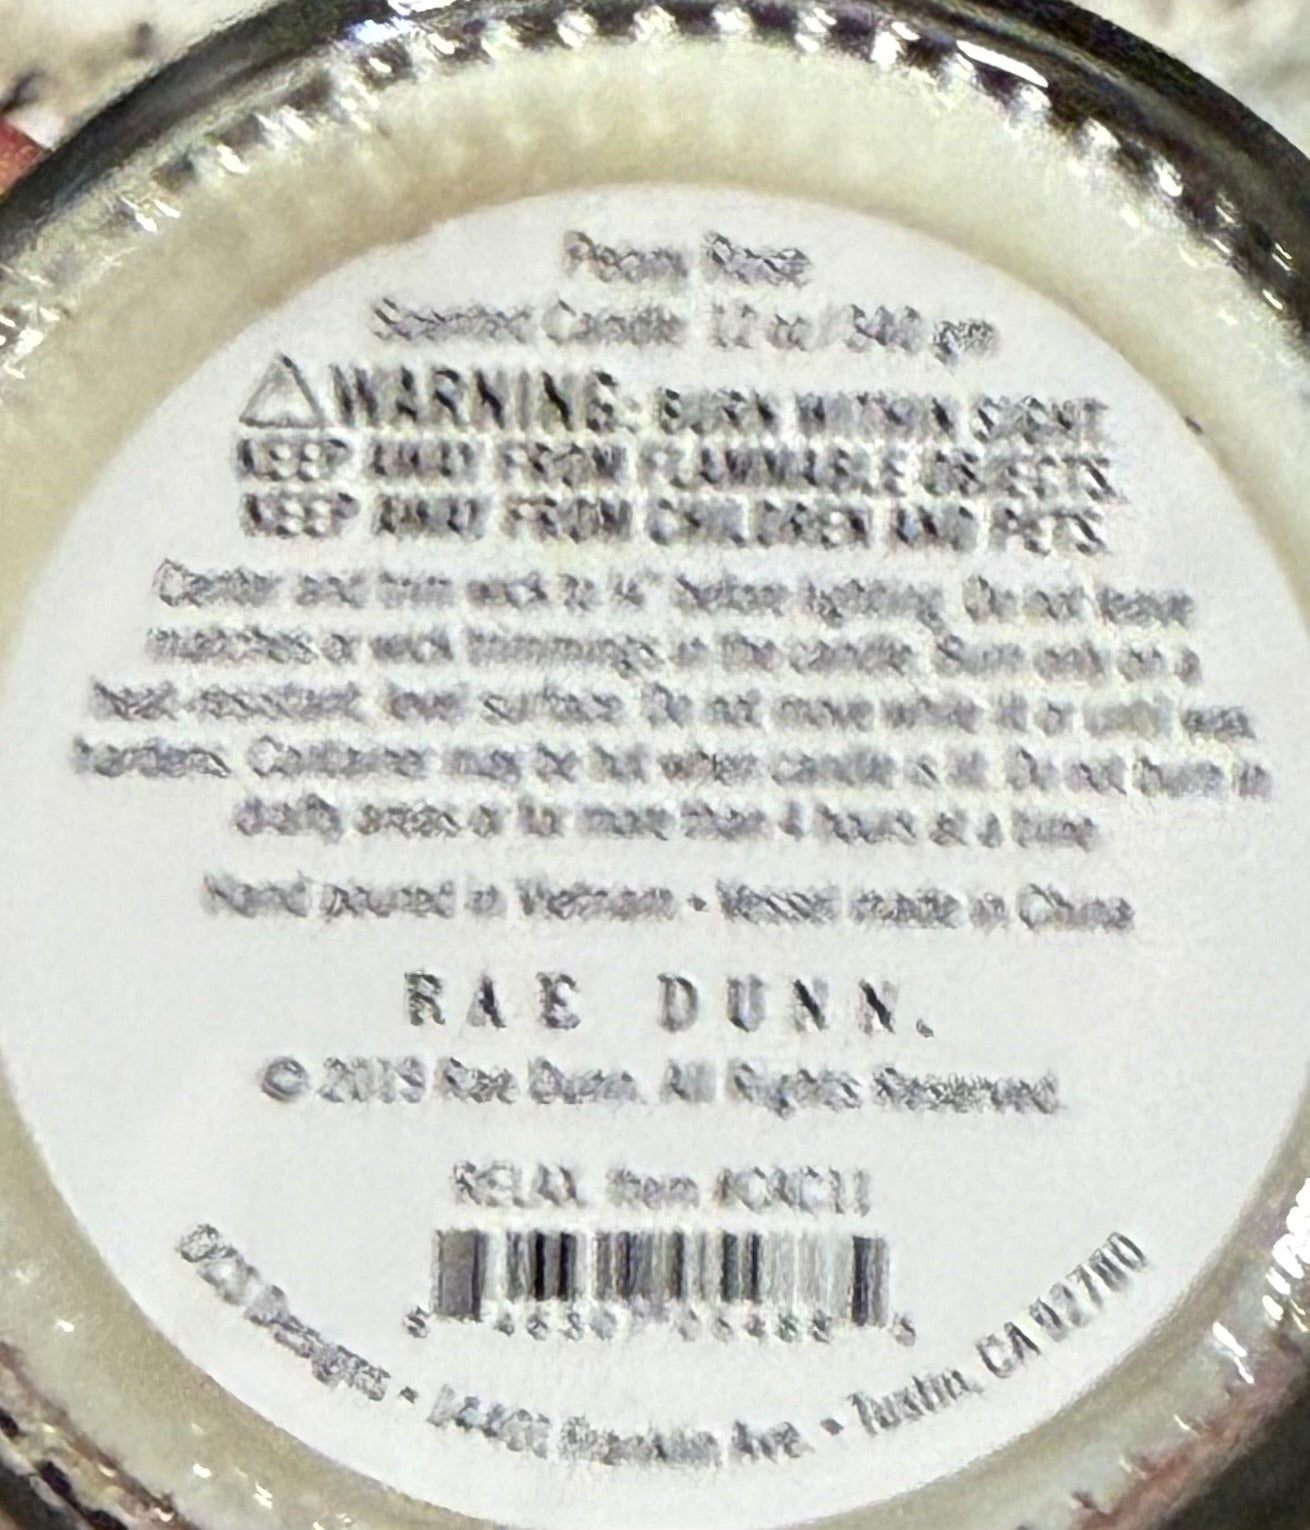 Scented Candle 12 oz / 340 gm
WARNING: BURN WITHIN SIGHT.
KEEP AWAY FROM FLAMMABLE OBJECTS.
KEEP AWAY FROM CHILDREN AND PETS.
Center and trim wick to ¼" before lighting. Do not leave
matches or wick trimmings in the candle. Burn only on a
heat-resistant, level surface. Do not move while lit or until wax
hardens. Container may be hot when candle is lit. Do not burn in
drafty areas or for more than 4 hours at a time.
Hand poured in Vietnam • Vessel made in China
RAE DUNN.
© 2019 Rae Dunn. All Rights Reserved.
RELAX Item
Designs • Franklin Ave. • Tustin, CA 92780